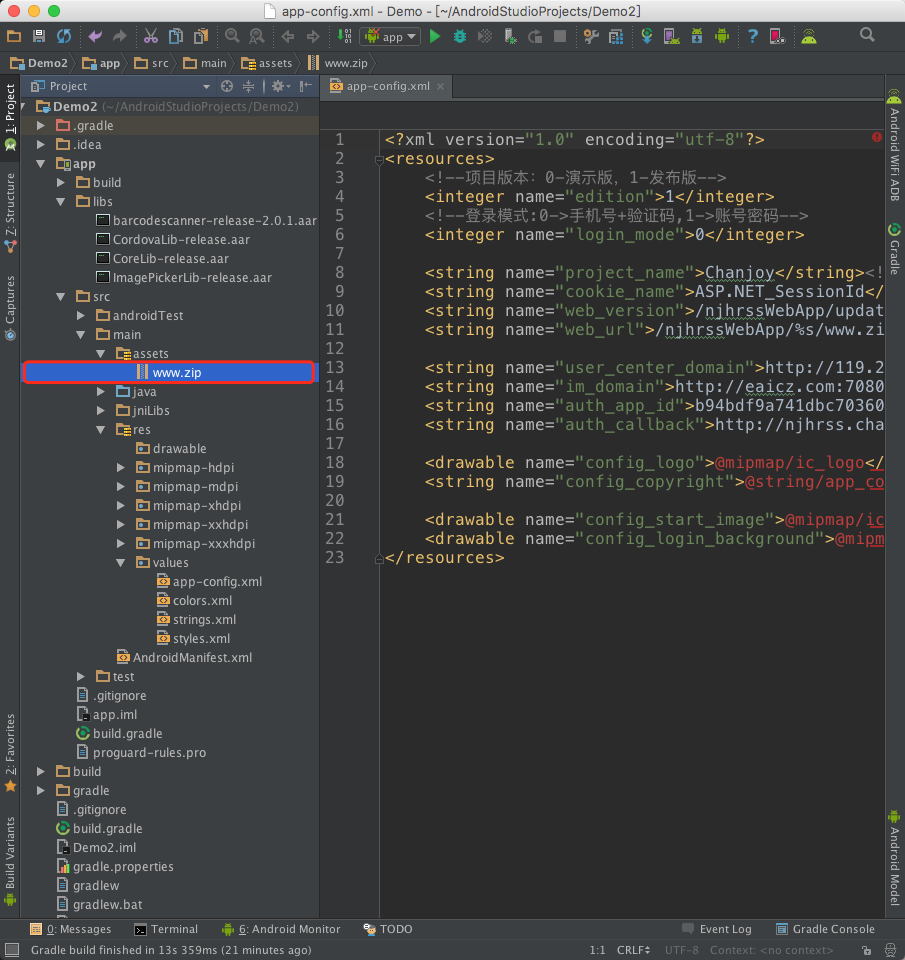 app-config.xml - Demo - [~/AndroidStudioProjects/Demo2]
app
Demo2
app
src
main
assets
www.zip
1: Project
Z: Structure
Captures
2: Favorites
Build Variants
Project
Demo2 (~/AndroidStudioProjects/Demo2)
.gradle
.idea
app
build
libs
barcodescanner-release-2.0.1.aar
CordovaLib-release.aar
CoreLib-release.aar
ImagePickerLib-release.aar
src
androidTest
main
assets
www.zip
java
jniLibs
res
drawable
mipmap-hdpi
mipmap-mdpi
mipmap-xhdpi
mipmap-xxhdpi
mipmap-xxxhdpi
values
app-config.xml
colors.xml
strings.xml
styles.xml
AndroidManifest.xml
test
.gitignore
app.iml
build.gradle
proguard-rules.pro
build
gradle
.gitignore
build.gradle
Demo2.iml
gradle.properties
gradlew
gradlew.bat
app-config.xml
1 <?xml version="1.0" encoding="utf-8"?>
2 <resources>
3 <!--项目版本：0-演示版，1-发布版-->
4 <integer name="edition">1</integer>
5 <!--登录模式:0->手机号+验证码,1->账号密码-->
6 <integer name="login_mode">0</integer>
7
8 <string name="project_name">Chanjoy</string><!
9 <string name="cookie_name">ASP.NET_SessionId</
10 <string name="web_version">/njhrssWebApp/updat
11 <string name="web_url">/njhrssWebApp/%s/www.zi
12
13 <string name="user_center_domain">http://119.2
14 <string name="im_domain">http://eaicz.com:7080
15 <string name="auth_app_id">b94bdf9a741dbc70360
16 <string name="auth_callback">http://njhrss.cha
17
18 <drawable name="config_logo">@mipmap/ic_logo</
19 <string name="config_copyright">@string/app_co
20
21 <drawable name="config_start_image">@mipmap/ic
22 <drawable name="config_login_background">@mipm
23 </resources>
Android WiFi ADB
Gradle
Android Model
0: Messages
Terminal
6: Android Monitor
TODO
Event Log
Gradle Console
Gradle build finished in 13s 359ms (21 minutes ago)
1:1
CRLF
UTF-8
Context: <no context>